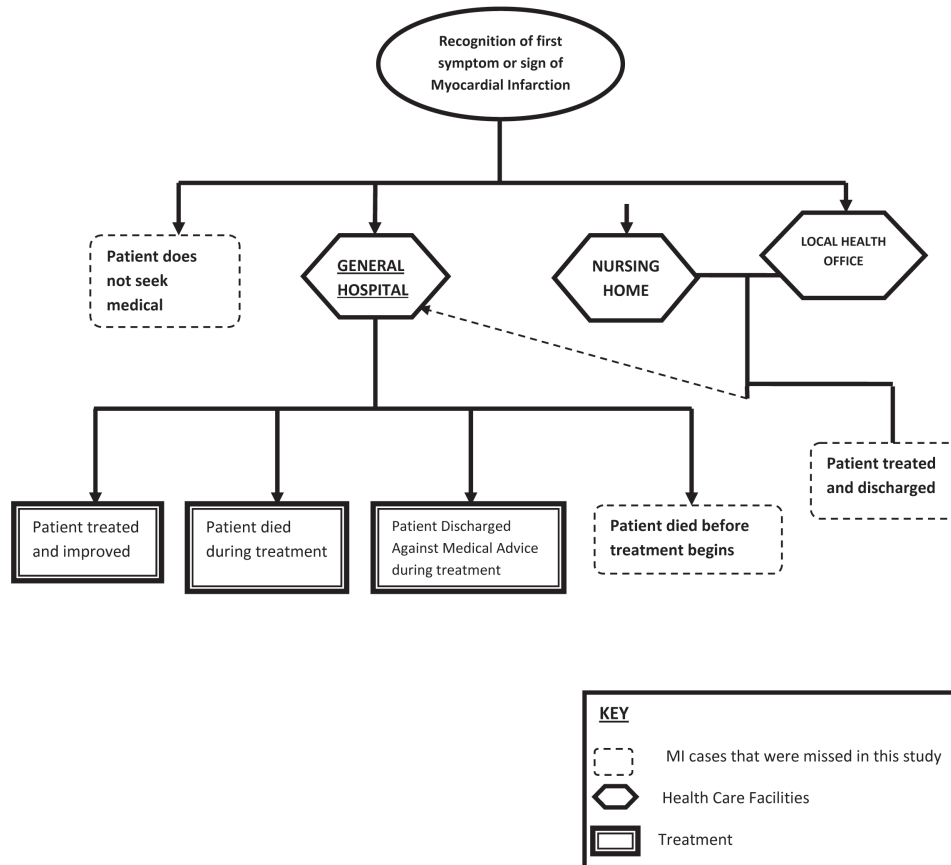 Recognition of first
symptom or sign of
Myocardial Infarction
Patient does
not seek
medical
GENERAL
HOSPITAL
NURSING
HOME
LOCAL HEALTH
OFFICE
Patient treated
and discharged
Patient treated
and improved
Patient died
during treatment
Patient Discharged
Against Medical Advice
during treatment
Patient died before
treatment begins
KEY
MI cases that were missed in this study
Health Care Facilities
Treatment